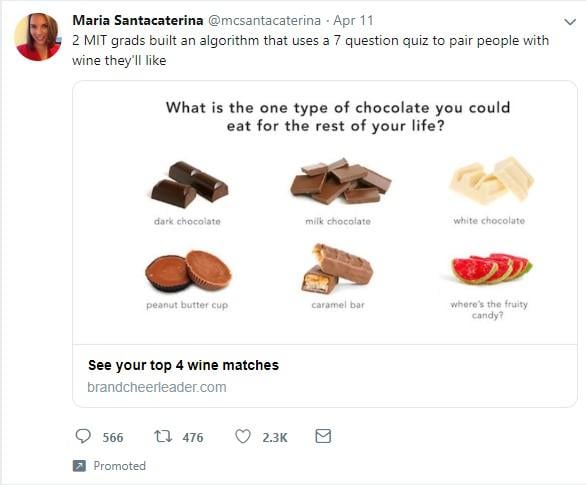 Maria Santacaterina @mcsantacaterina · Apr 11
2 MIT grads built an algorithm that uses a 7 question quiz to pair people with
wine they'll like
What is the one type of chocolate you could
eat for the rest of your life?
dark chocolate
milk chocolate
white chocolate
peanut butter cup
caramel bar
where's the fruity
candy?
See your top 4 wine matches
brandcheerleader.com
566
476
2.3K
Promoted